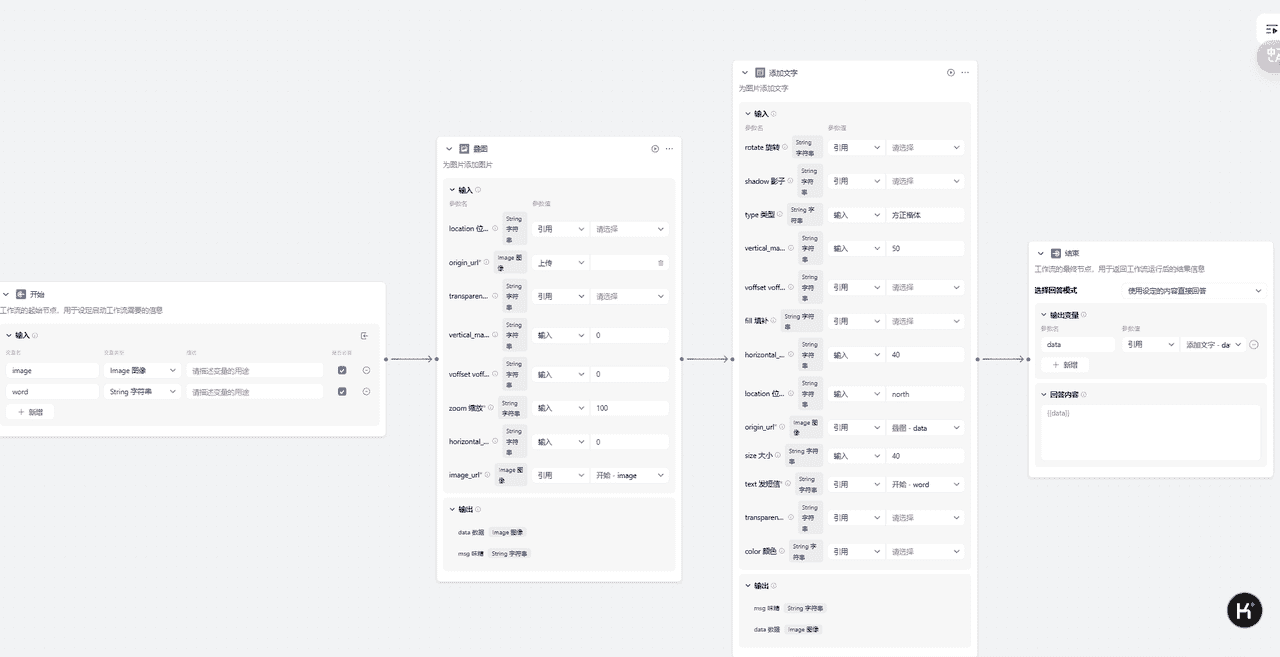 开始
工作流的起始节点，用于设定启动工作流需要的信息
输入
image
Image 图像
请描述变量的用途
word
String 字符串
请描述变量的用途
新增
叠图
为图片添加图片
输入
参数名 参数值
location 位... String 字符串 引用 请选择
origin_url* Image 图像 上传
transparen... String 字符串 引用 请选择
vertical_ma... String 字符串 输入 0
voffset voff... String 字符串 输入 0
zoom 缩放* String 字符串 输入 100
horizontal_... String 字符串 输入 0
image_url* Image 图像 引用 开始 - image
输出
data 数据 Image 图像
msg 味精 String 字符串
添加文字
为图片添加文字
输入
参数名 参数值
rotate 旋转 String 字符串 引用 请选择
shadow 影子 String 字符串 引用 请选择
type 类型 String 字符串 输入 方正楷体
vertical_ma... String 字符串 输入 50
voffset voff... String 字符串 引用 请选择
fill 填补 String 字符串 引用 请选择
horizontal_... String 字符串 输入 40
location 位... String 字符串 输入 north
origin_url* Image 图像 引用 叠图 - data
size 大小 String 字符串 输入 40
text 发短信* String 字符串 引用 开始 - word
transparen... String 字符串 引用 请选择
color 颜色 String 字符串 引用 请选择
输出
msg 味精 String 字符串
data 数据 Image 图像
结束
工作流的最终节点，用于返回工作流运行后的结果信息
选择回答模式 使用设定的内容直接回答
输出变量
参数名 参数值
data 引用 添加文字 - da
新增
回答内容
{{data}}